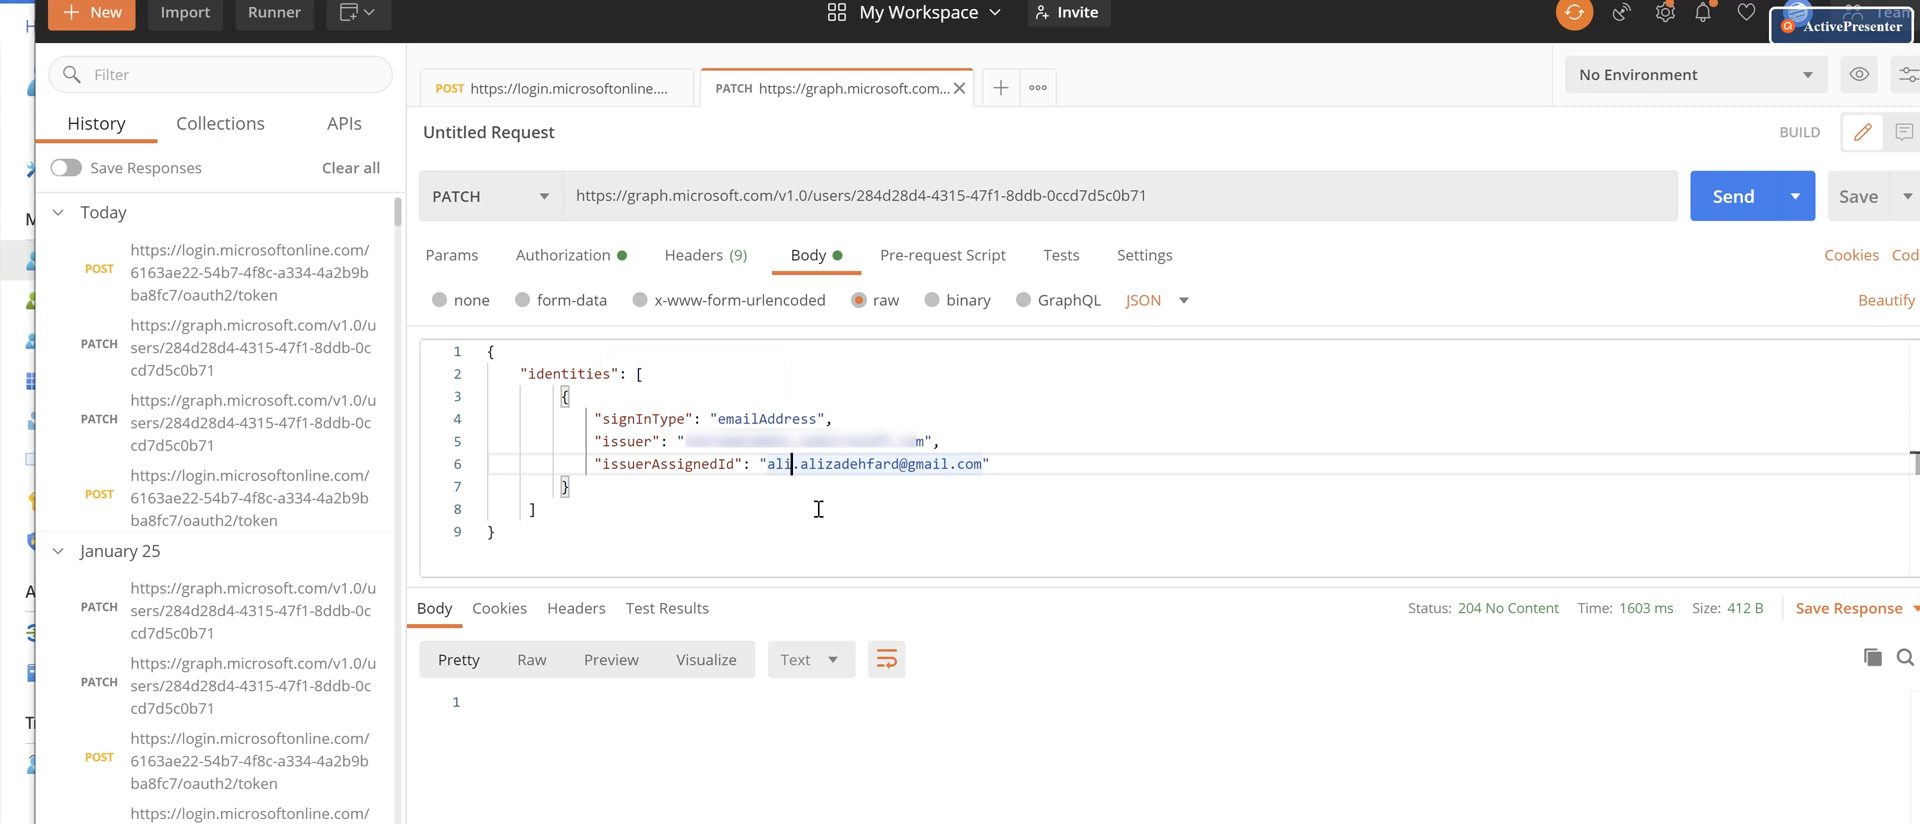 New
Import
Runner
My Workspace
Invite
Team
ActivePresenter
Filter
History
Collections
APIs
Save Responses
Clear all
Today
POST
https://login.microsoftonline.com/
6163ae22-54b7-4f8c-a334-4a2b9b
ba8fc7/oauth2/token
PATCH
https://graph.microsoft.com/v1.0/u
sers/284d28d4-4315-47f1-8ddb-0c
cd7d5c0b71
PATCH
https://graph.microsoft.com/v1.0/u
sers/284d28d4-4315-47f1-8ddb-0c
cd7d5c0b71
POST
https://login.microsoftonline.com/
6163ae22-54b7-4f8c-a334-4a2b9b
ba8fc7/oauth2/token
January 25
PATCH
https://graph.microsoft.com/v1.0/u
sers/284d28d4-4315-47f1-8ddb-0c
cd7d5c0b71
PATCH
https://graph.microsoft.com/v1.0/u
sers/284d28d4-4315-47f1-8ddb-0c
cd7d5c0b71
POST
https://login.microsoftonline.com/
6163ae22-54b7-4f8c-a334-4a2b9b
ba8fc7/oauth2/token
https://login.microsoftonline.com/
POST https://login.microsoftonline....
PATCH https://graph.microsoft.com...
No Environment
Untitled Request
BUILD
PATCH
https://graph.microsoft.com/v1.0/users/284d28d4-4315-47f1-8ddb-0ccd7d5c0b71
Send
Save
Params
Authorization
Headers (9)
Body
Pre-request Script
Tests
Settings
Cookies
Cod
none
form-data
x-www-form-urlencoded
raw
binary
GraphQL
JSON
Beautify
1 {
2 "identities": [
3 {
4 "signInType": "emailAddress",
5 "issuer": " m",
6 "issuerAssignedId": "ali.alizadehfard@gmail.com"
7 }
8 ]
9 }
Body
Cookies
Headers
Test Results
Status: 204 No Content
Time: 1603 ms
Size: 412 B
Save Response
Pretty
Raw
Preview
Visualize
Text
1